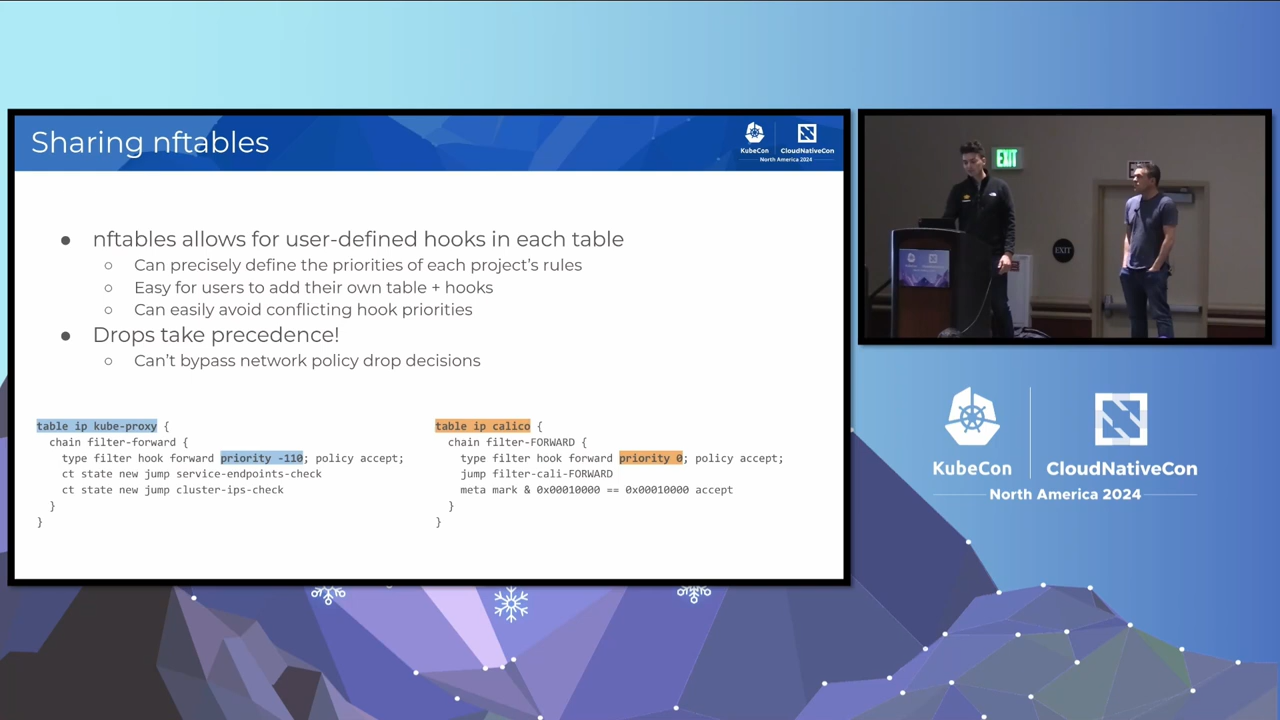 Sharing nftables
KubeCon
CloudNativeCon
North America 2024
● nftables allows for user-defined hooks in each table
○ Can precisely define the priorities of each project's rules
○ Easy for users to add their own table + hooks
○ Can easily avoid conflicting hook priorities
● Drops take precedence!
○ Can't bypass network policy drop decisions
table ip kube-proxy {
chain filter-forward {
type filter hook forward priority -110; policy accept;
ct state new jump service-endpoints-check
ct state new jump cluster-ips-check
}
}
table ip calico {
chain filter-FORWARD {
type filter hook forward priority 0; policy accept;
jump filter-cali-FORWARD
meta mark & 0x00010000 == 0x00010000 accept
}
}
EXIT
EXIT
KubeCon
CloudNativeCon
North America 2024